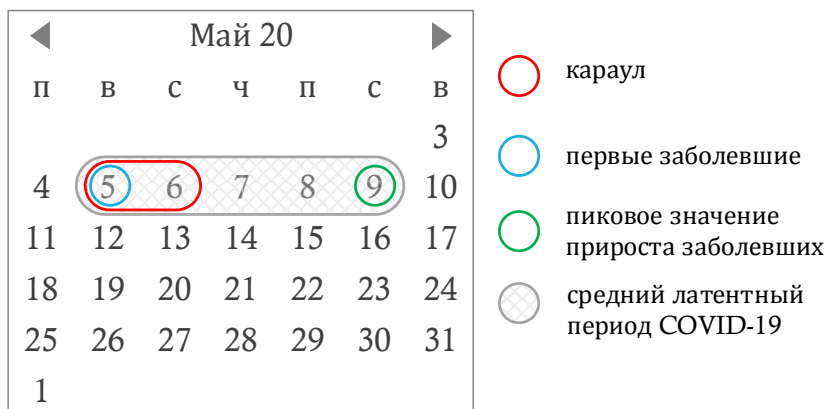 Май 20
п в с ч п с в
3
4 5 6 7 8 9 10
11 12 13 14 15 16 17
18 19 20 21 22 23 24
25 26 27 28 29 30 31
1
караул
первые заболевшие
пиковое значение
прироста заболевших
средний латентный
период COVID-19